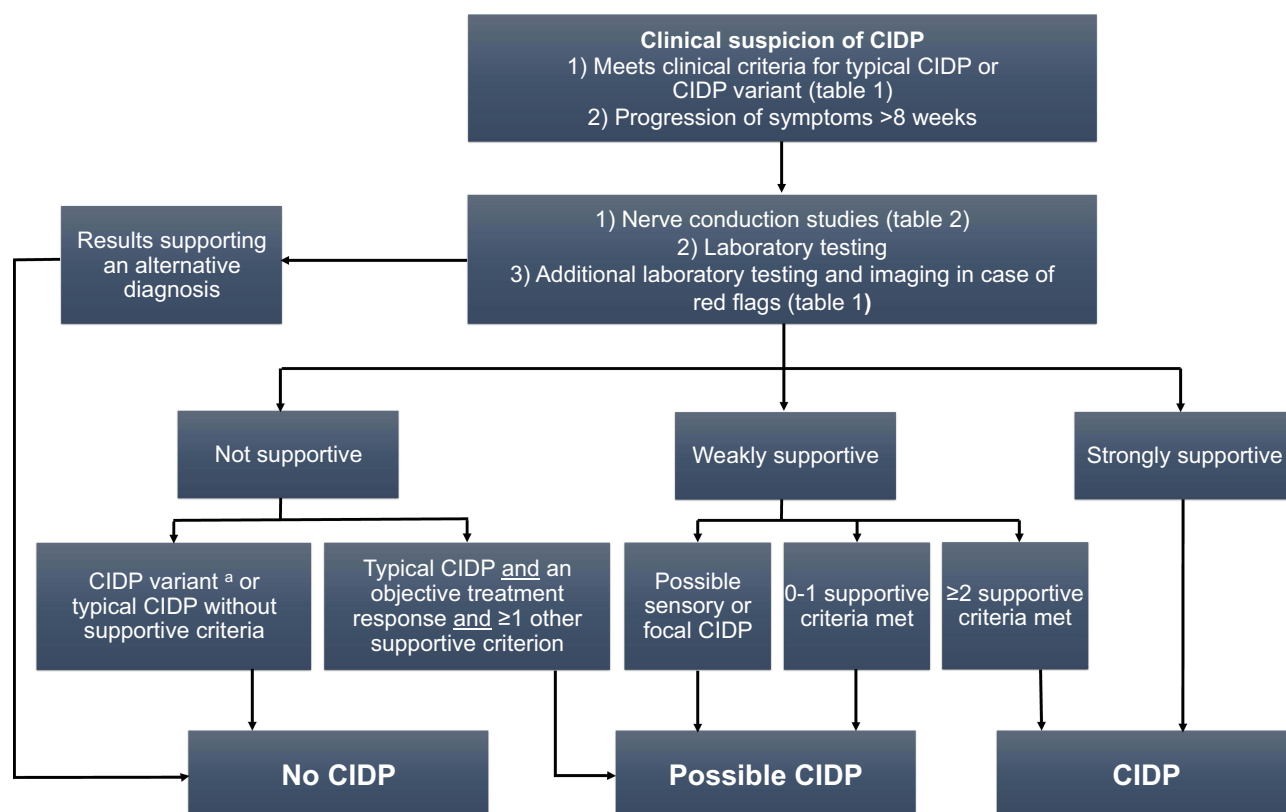 Clinical suspicion of CIDP
1) Meets clinical criteria for typical CIDP or
CIDP variant (table 1)
2) Progression of symptoms >8 weeks
Results supporting
an alternative
diagnosis
1) Nerve conduction studies (table 2)
2) Laboratory testing
3) Additional laboratory testing and imaging in case of
red flags (table 1)
Not supportive
Weakly supportive
Strongly supportive
CIDP variant ᵃ or
typical CIDP without
supportive criteria
Typical CIDP and an
objective treatment
response and ≥1 other
supportive criterion
Possible
sensory or
focal CIDP
0-1 supportive
criteria met
≥2 supportive
criteria met
No CIDP
Possible CIDP
CIDP